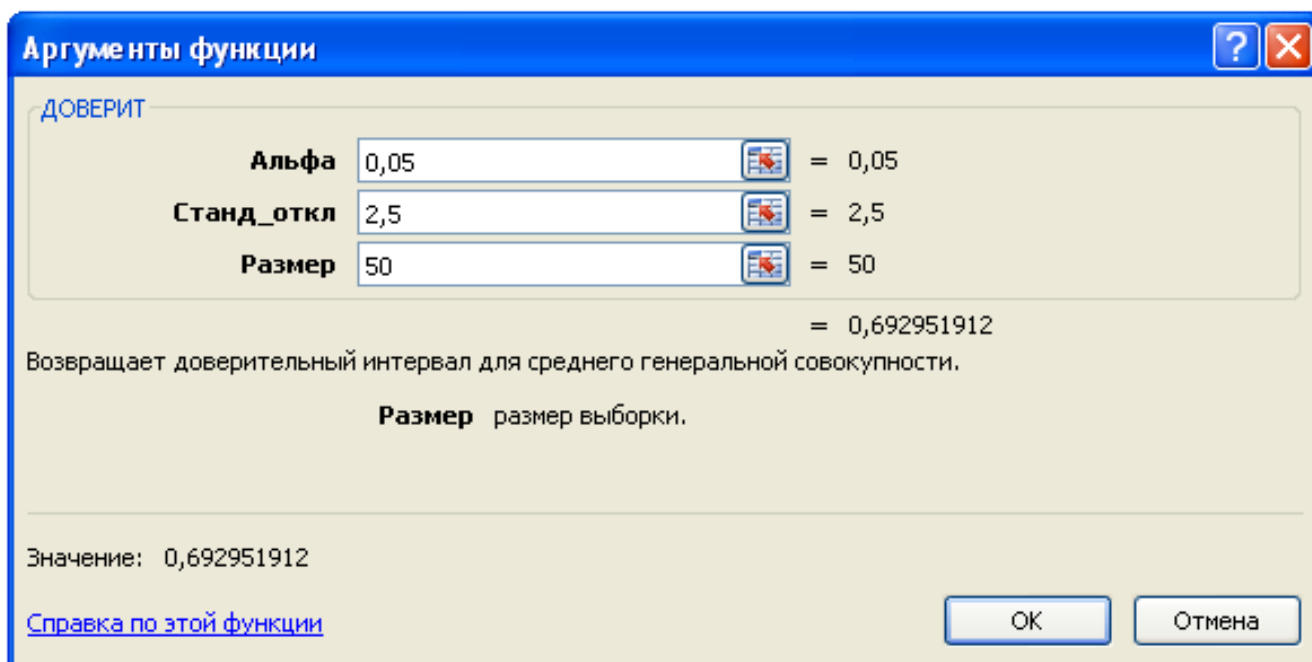 Аргументы функции
ДОВЕРИТ
Альфа 0,05 = 0,05
Станд_откл 2,5 = 2,5
Размер 50 = 50
= 0,692951912
Возвращает доверительный интервал для среднего генеральной совокупности.
Размер размер выборки.
Значение: 0,692951912
Справка по этой функции ОК Отмена